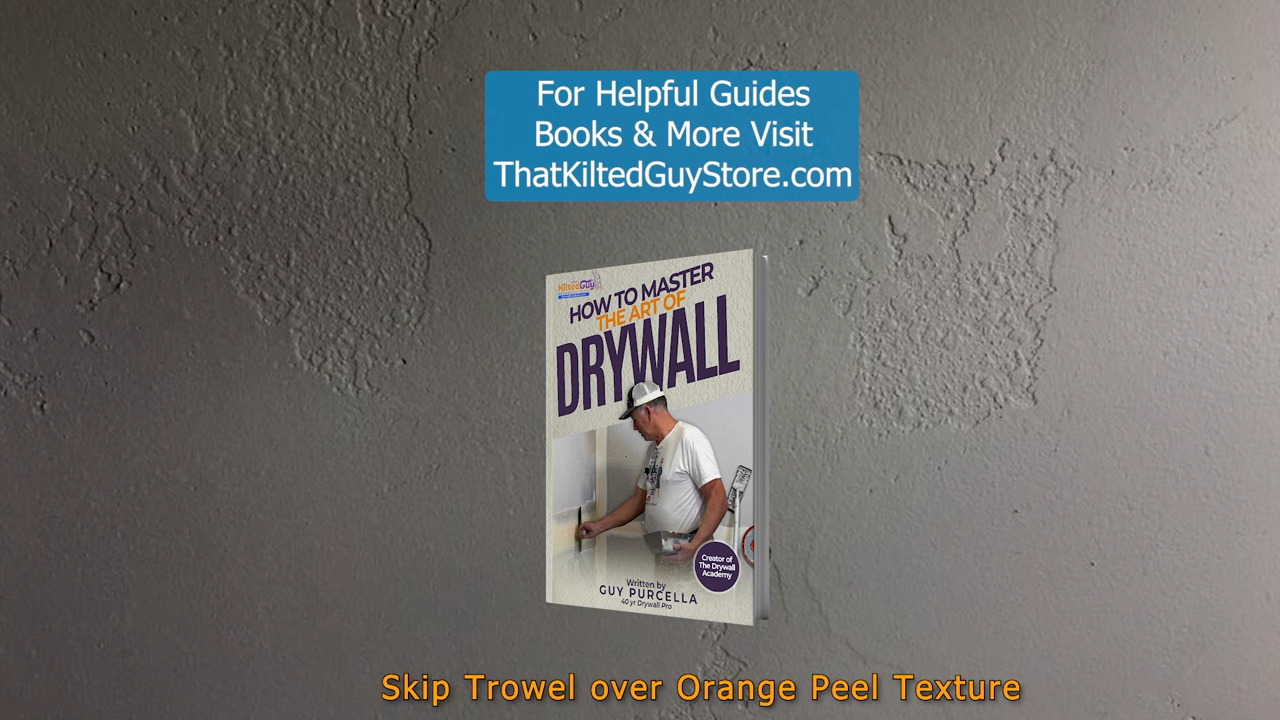 For Helpful Guides
Books & More Visit
ThatKiltedGuyStore.com
KiltedGuy
HOW TO MASTER
THE ART OF
DRYWALL
Creator of
The Drywall
Academy
Written by
GUY PURCELLA
40 yr Drywall Pro
Skip Trowel over Orange Peel Texture